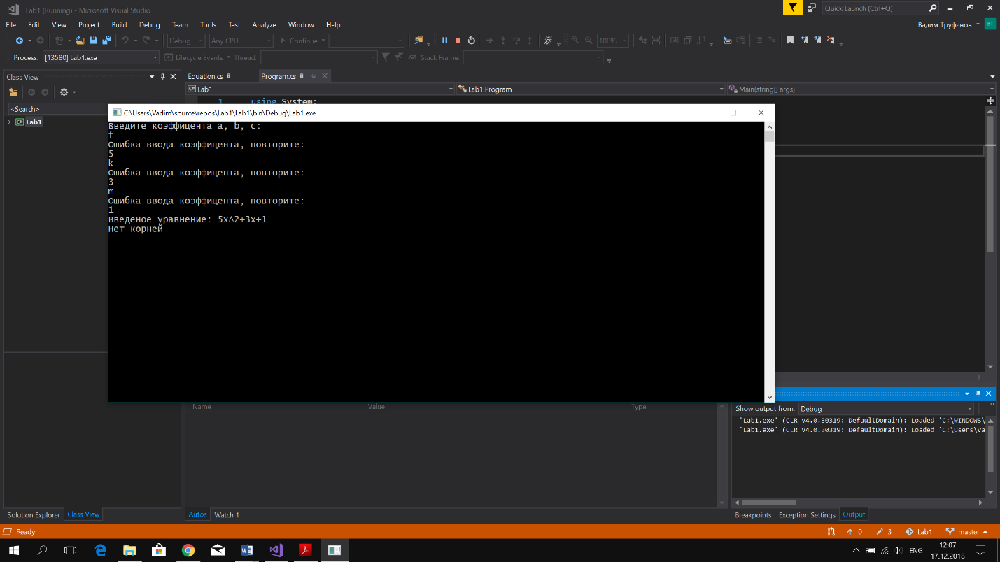 Lab1 (Running) - Microsoft Visual Studio
Quick Launch (Ctrl+Q)
File Edit View Project Build Debug Team Tools Test Analyze Window Help
Вадим Труфанов
БТ
Debug Any CPU Continue 100%
Process: [13580] Lab1.exe Lifecycle Events Thread: Stack Frame:
Class View
Equation.cs Program.cs
Lab1 Lab1.Program Main(string[] args)
1 using System;
<Search>
Lab1
C:\Users\Vadim\source\repos\Lab1\Lab1\bin\Debug\Lab1.exe
Введите коэффицента a, b, c:
f
Ошибка ввода коэффицента, повторите:
5
k
Ошибка ввода коэффицента, повторите:
3
m
Ошибка ввода коэффицента, повторите:
1
Введеное уравнение: 5x^2+3x+1
Нет корней
Name Value Type
Show output from: Debug
'Lab1.exe' (CLR v4.0.30319: DefaultDomain): Loaded 'C:\WINDOWS\
'Lab1.exe' (CLR v4.0.30319: DefaultDomain): Loaded 'C:\Users\Va
Solution Explorer Class View
Autos Watch 1
Breakpoints Exception Settings Output
Ready
0 3 Lab1 master
ENG
12:07
17.12.2018